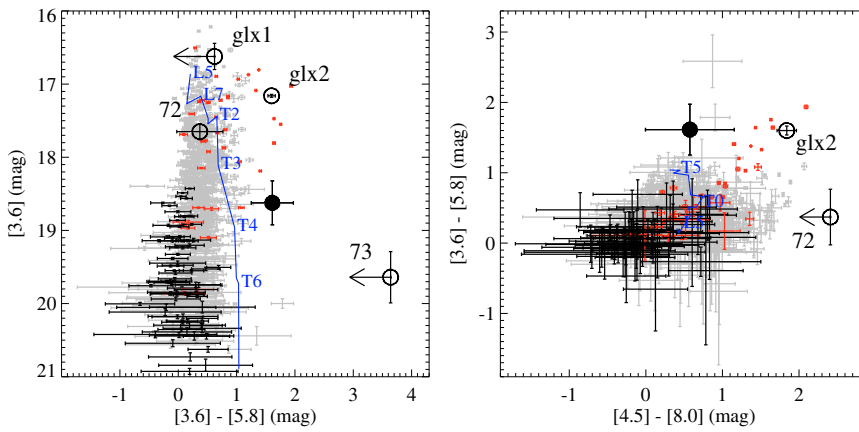 16
17
18
19
20
21
[3.6] (mag)
glx1
glx2
L5
L7
72
T2
T3
T4
73
T6
-1
0
1
2
3
4
[3.6] - [5.8] (mag)
3
2
1
0
-1
[3.6] - [5.8] (mag)
glx2
T5
72
0
1
2
[4.5] - [8.0] (mag)